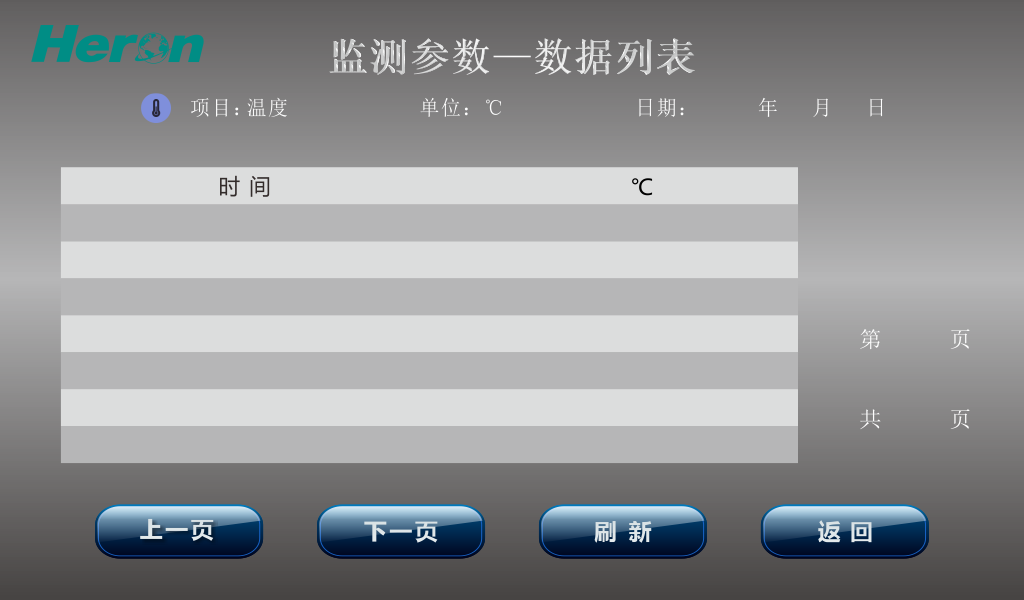 Heron
监测参数—数据列表
项目：温度 单位：℃ 日期： 年 月 日
时间 ℃
第 页
共 页
上一页 下一页 刷新 返回